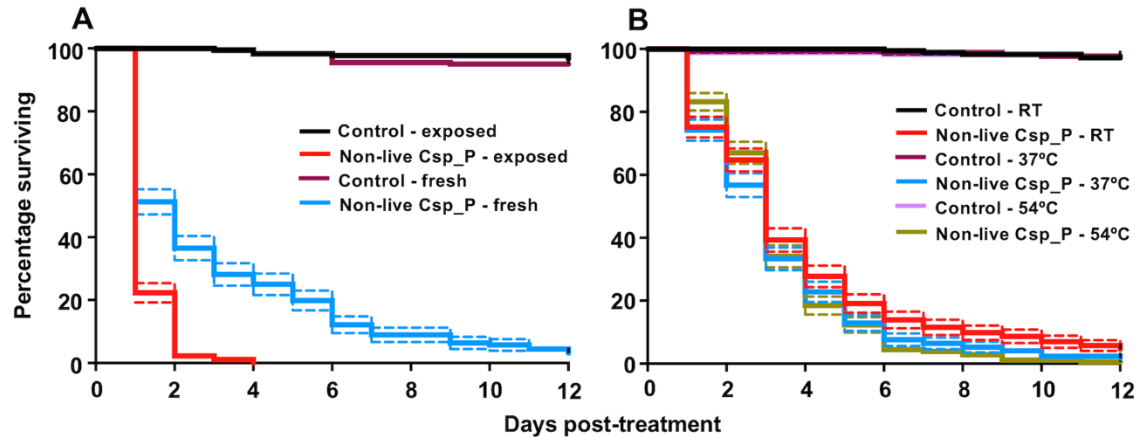 A
B
Percentage surviving
100
80
60
40
20
0
0
2
4
6
8
10
12
Control - exposed
Non-live Csp_P - exposed
Control - fresh
Non-live Csp_P - fresh
100
80
60
40
20
0
0
2
4
6
8
10
12
Control - RT
Non-live Csp_P - RT
Control - 37ºC
Non-live Csp_P - 37ºC
Control - 54ºC
Non-live Csp_P - 54ºC
Days post-treatment